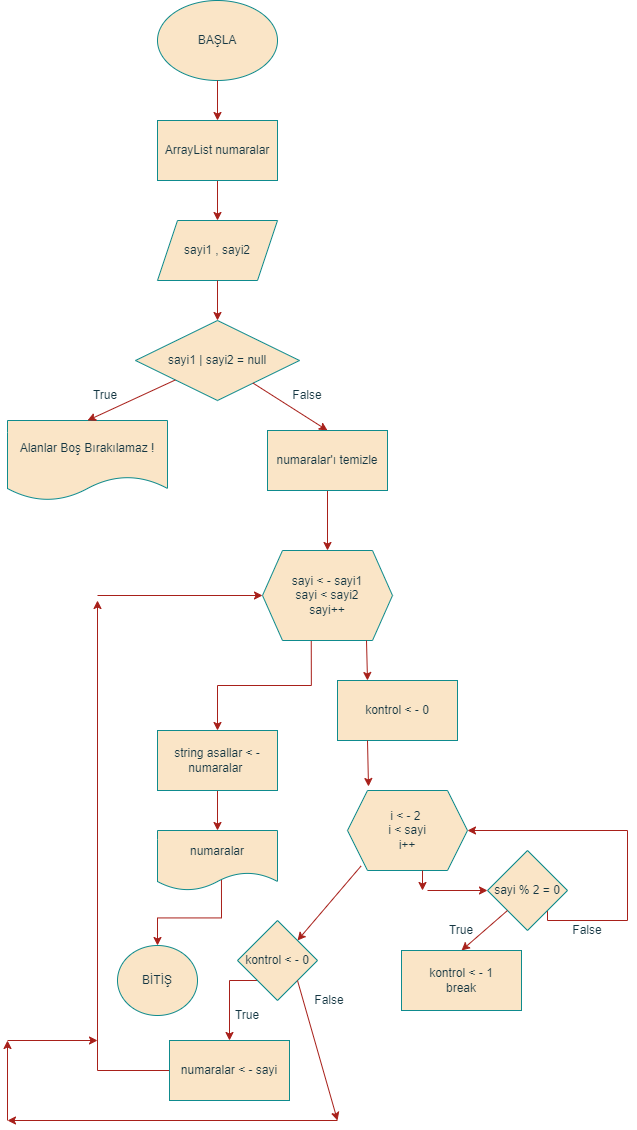 BAŞLA
ArrayList numaralar
sayi1 , sayi2
sayi1 | sayi2 = null
True
False
Alanlar Boş Bırakılamaz !
numaralar'ı temizle
sayi < - sayi1
sayi < sayi2
sayi++
kontrol < - 0
string asallar < -
numaralar
i < - 2
i < sayi
i++
numaralar
sayi % 2 = 0
True
False
kontrol < - 0
BİTİŞ
kontrol < - 1
break
True
False
numaralar < - sayi